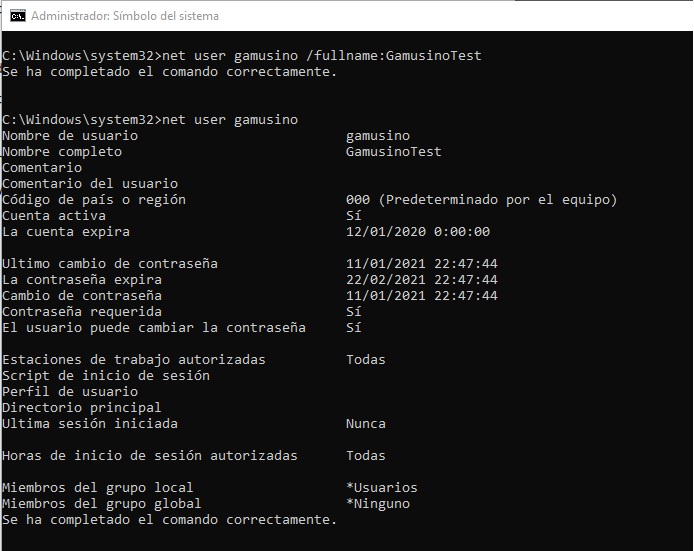 Administrador: Símbolo del sistema
C:\Windows\system32>net user gamusino /fullname:GamusinoTest
Se ha completado el comando correctamente.
C:\Windows\system32>net user gamusino
Nombre de usuario gamusino
Nombre completo GamusinoTest
Comentario
Comentario del usuario
Código de país o región 000 (Predeterminado por el equipo)
Cuenta activa Sí
La cuenta expira 12/01/2020 0:00:00
Ultimo cambio de contraseña 11/01/2021 22:47:44
La contraseña expira 22/02/2021 22:47:44
Cambio de contraseña 11/01/2021 22:47:44
Contraseña requerida Sí
El usuario puede cambiar la contraseña Sí
Estaciones de trabajo autorizadas Todas
Script de inicio de sesión
Perfil de usuario
Directorio principal
Ultima sesión iniciada Nunca
Horas de inicio de sesión autorizadas Todas
Miembros del grupo local *Usuarios
Miembros del grupo global *Ninguno
Se ha completado el comando correctamente.